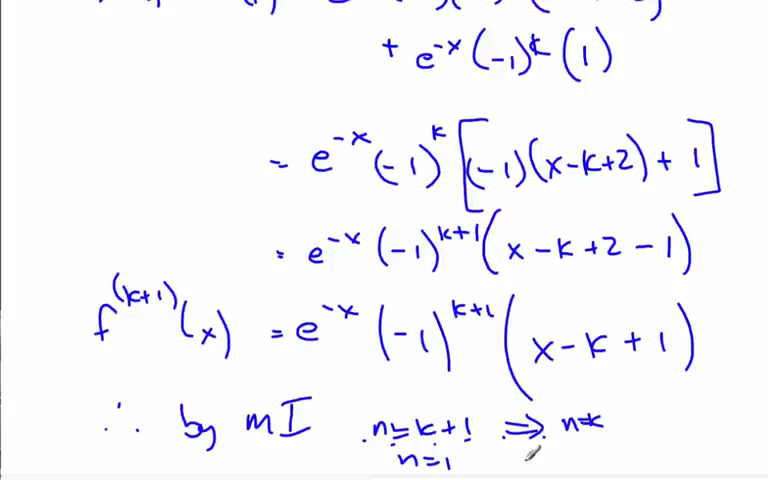 + e^{-x} (-1)^k (1)
= e^{-x} (-1)^k [(-1)(x-k+2) + 1]
= e^{-x} (-1)^{k+1} (x-k+2-1)
f^{(k+1)}(x) = e^{-x} (-1)^{k+1} (x-k+1)
∴ by MI n=k+1 ⇒ n=k
n=1